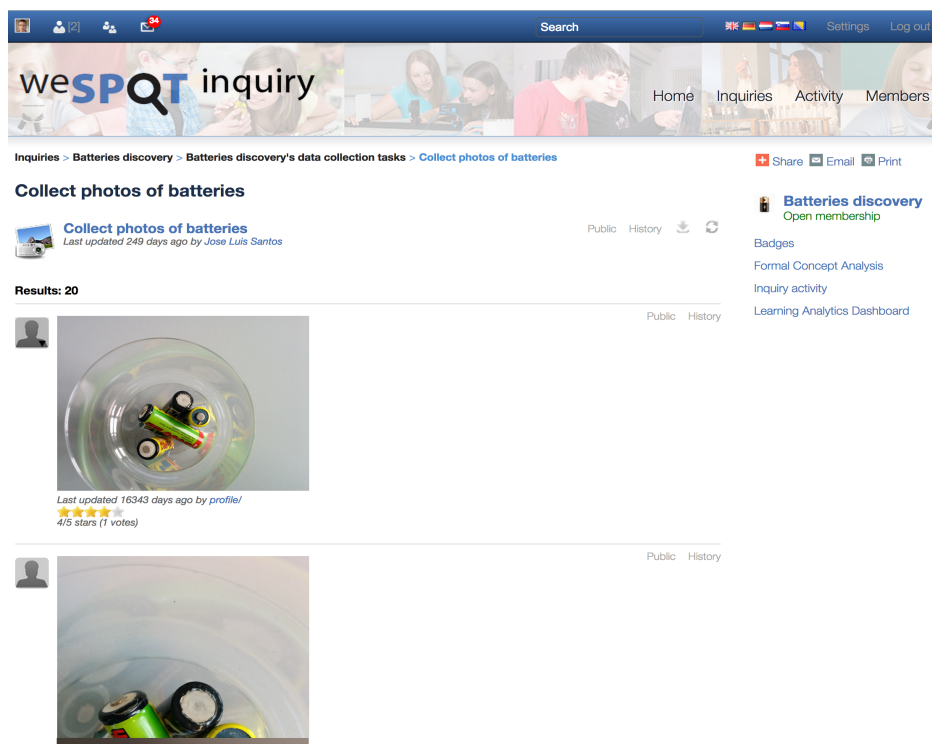 [2]
34
Search
Settings Log out
weSPOT inquiry
Home Inquiries Activity Members
Inquiries > Batteries discovery > Batteries discovery's data collection tasks > Collect photos of batteries
Share Email Print
Collect photos of batteries
Batteries discovery
Open membership
Collect photos of batteries
Last updated 249 days ago by Jose Luis Santos
Public History
Badges
Formal Concept Analysis
Inquiry activity
Learning Analytics Dashboard
Results: 20
Public History
Last updated 16343 days ago by profile/
4/5 stars (1 votes)
Public History